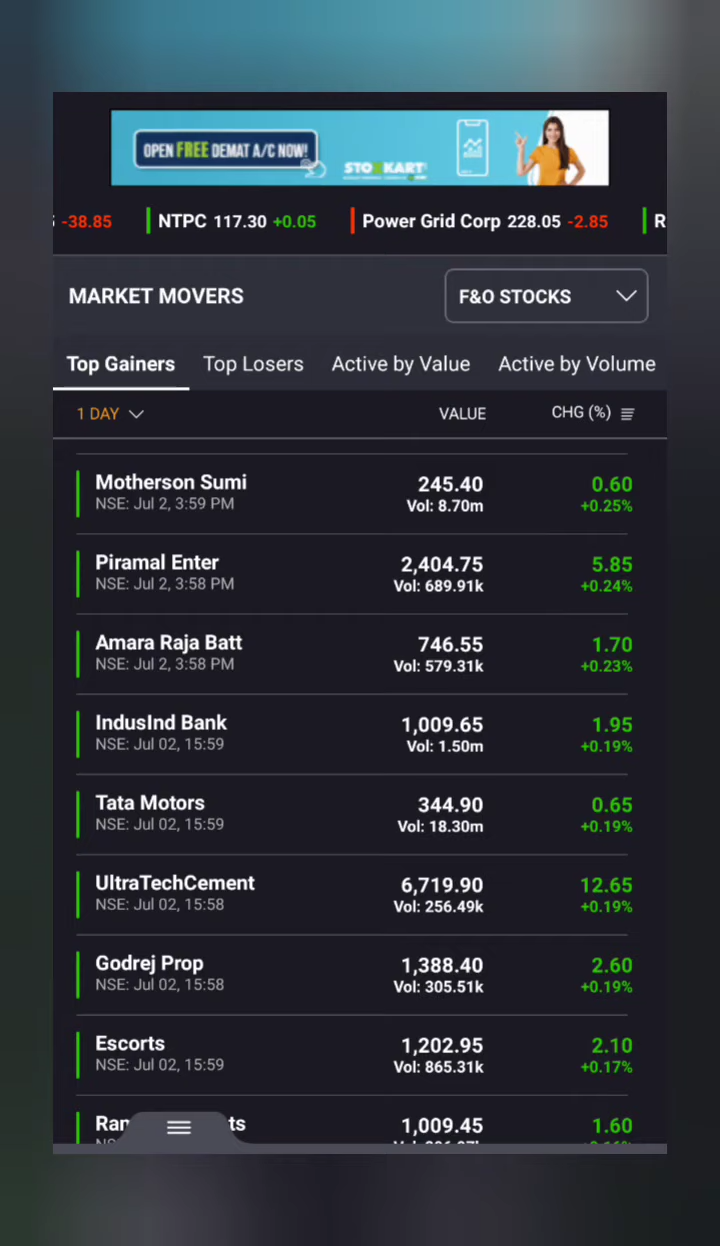 OPEN FREE DEMAT A/C NOW!
STOCKART
-38.85 NTPC 117.30 +0.05 Power Grid Corp 228.05 -2.85 R
MARKET MOVERS F&O STOCKS
Top Gainers Top Losers Active by Value Active by Volume
1 DAY VALUE CHG (%)
Motherson Sumi 245.40 0.60
NSE: Jul 2, 3:59 PM Vol: 8.70m +0.25%
Piramal Enter 2,404.75 5.85
NSE: Jul 2, 3:58 PM Vol: 689.91k +0.24%
Amara Raja Batt 746.55 1.70
NSE: Jul 2, 3:58 PM Vol: 579.31k +0.23%
IndusInd Bank 1,009.65 1.95
NSE: Jul 02, 15:59 Vol: 1.50m +0.19%
Tata Motors 344.90 0.65
NSE: Jul 02, 15:59 Vol: 18.30m +0.19%
UltraTechCement 6,719.90 12.65
NSE: Jul 02, 15:58 Vol: 256.49k +0.19%
Godrej Prop 1,388.40 2.60
NSE: Jul 02, 15:58 Vol: 305.51k +0.19%
Escorts 1,202.95 2.10
NSE: Jul 02, 15:59 Vol: 865.31k +0.17%
1,009.45 1.60